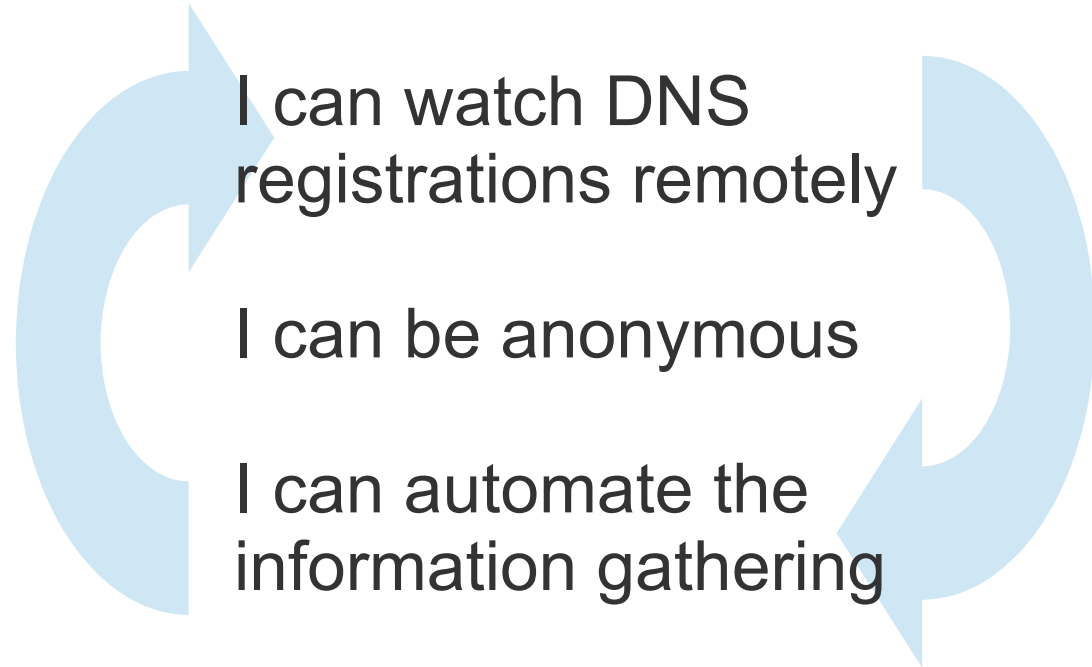 I can watch DNS
registrations remotely
I can be anonymous
I can automate the
information gathering